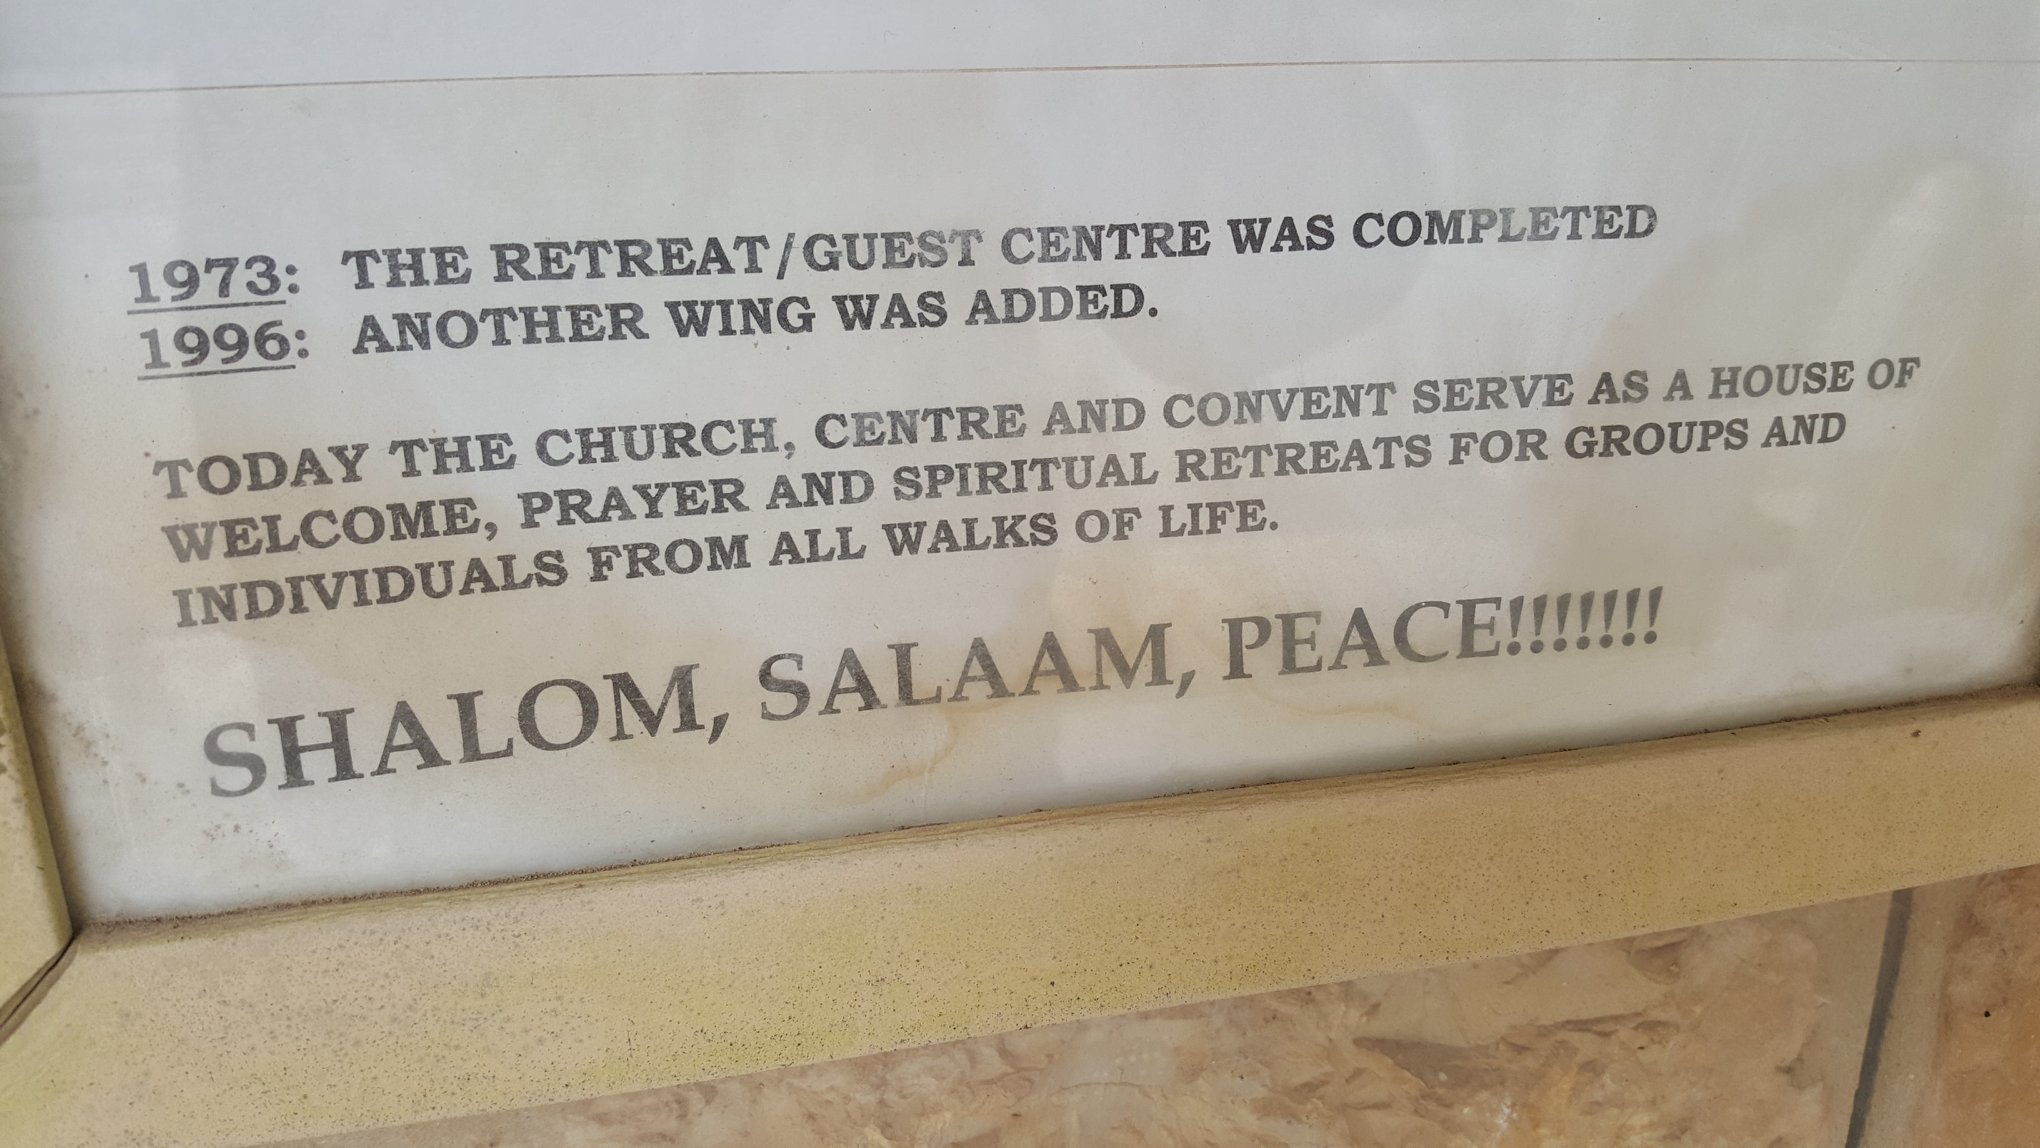 1973: THE RETREAT/GUEST CENTRE WAS COMPLETED
1996: ANOTHER WING WAS ADDED.
TODAY THE CHURCH, CENTRE AND CONVENT SERVE AS A HOUSE OF
WELCOME, PRAYER AND SPIRITUAL RETREATS FOR GROUPS AND
INDIVIDUALS FROM ALL WALKS OF LIFE.
SHALOM, SALAAM, PEACE!!!!!!!